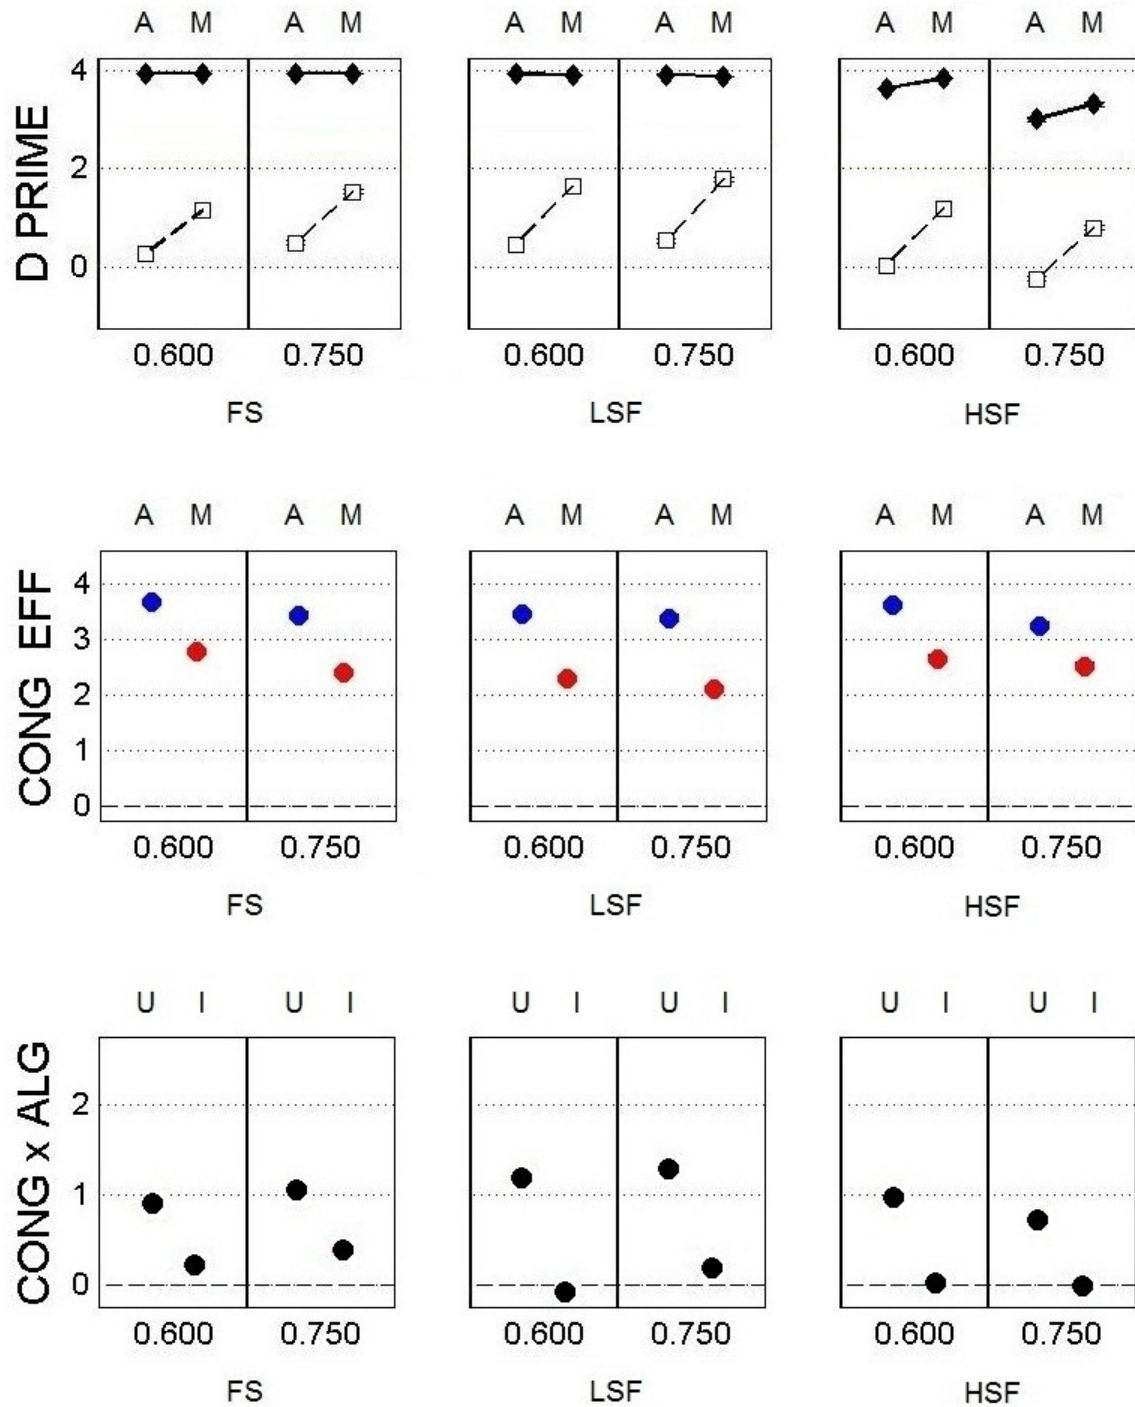 A M A M A M A M A M A M
D PRIME
4
2
0
0.600 0.750 0.600 0.750 0.600 0.750
FS LSF HSF
A M A M A M A M A M A M
CONG EFF
4
3
2
1
0
0.600 0.750 0.600 0.750 0.600 0.750
FS LSF HSF
U I U I U I U I U I U I
CONG x ALG
2
1
0
0.600 0.750 0.600 0.750 0.600 0.750
FS LSF HSF